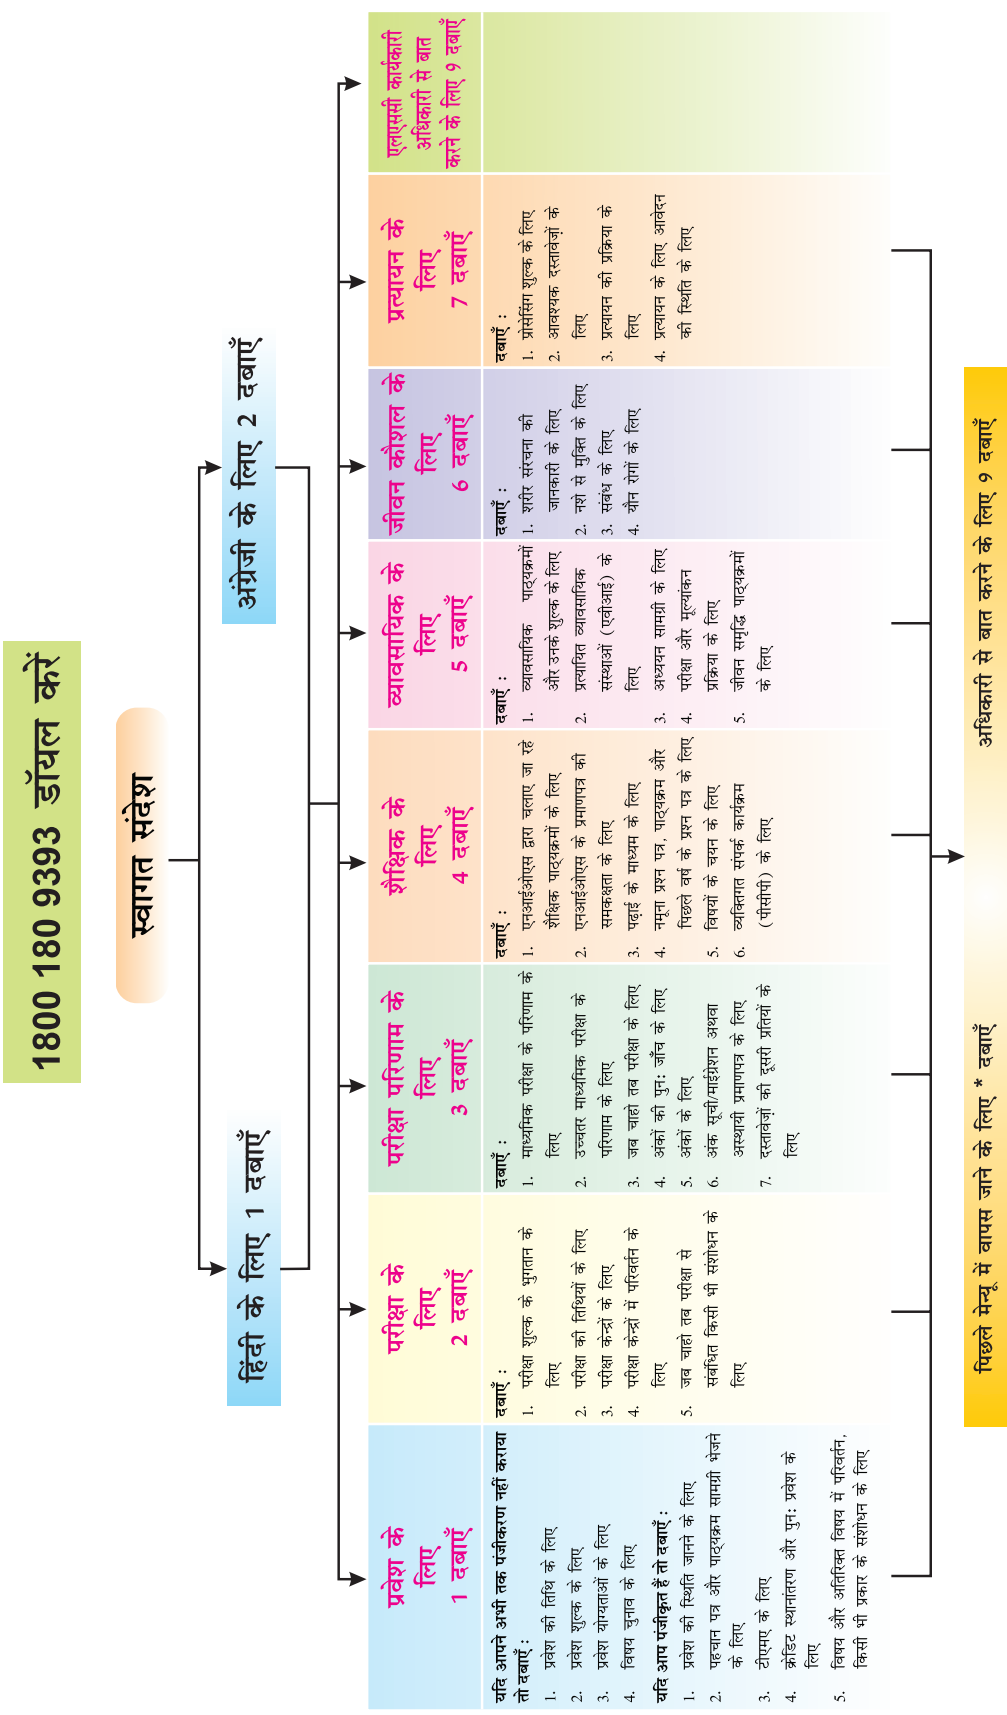 1800 180 9393 डॉयल करें
स्वागत संदेश
हिंदी के लिए 1 दबाएँ
अंग्रेजी के लिए 2 दबाएँ
प्रवेश के
लिए
1 दबाएँ
यदि आपने अभी तक पंजीकरण नहीं कराया
तो दबाएँ :
1. प्रवेश की तिथि के लिए
2. प्रवेश शुल्क के लिए
3. प्रवेश योग्यताओं के लिए
4. विषय चुनाव के लिए
यदि आप पंजीकृत हैं तो दबाएँ :
1. प्रवेश की स्थिति जानने के लिए
2. पहचान पत्र और पाठ्यक्रम सामग्री भेजने
के लिए
3. टीएमए के लिए
4. क्रेडिट स्थानांतरण और पुनः प्रवेश के
लिए
5. विषय और अतिरिक्त विषय में परिवर्तन,
किसी भी प्रकार के संशोधन के लिए
परीक्षा के
लिए
2 दबाएँ
दबाएँ :
1. परीक्षा शुल्क के भुगतान के
लिए
2. परीक्षा की तिथियों के लिए
3. परीक्षा केन्द्रों के लिए
4. परीक्षा केन्द्रों में परिवर्तन के
लिए
5. जब चाहो तब परीक्षा से
संबंधित किसी भी संशोधन के
लिए
परीक्षा परिणाम के
लिए
3 दबाएँ
दबाएँ :
1. माध्यमिक परीक्षा के परिणाम के
लिए
2. उच्चतर माध्यमिक परीक्षा के
परिणाम के लिए
3. जब चाहो तब परीक्षा के लिए
4. अंकों की पुनः जाँच के लिए
5. अंकों के लिए
6. अंक सूची/माईग्रेशन अथवा
अस्थायी प्रमाणपत्र के लिए
7. दस्तावेज़ों की दूसरी प्रतियों के
लिए
शैक्षिक के
लिए
4 दबाएँ
दबाएँ :
1. एनआईओएस द्वारा चलाए जा रहे
शैक्षिक पाठ्यक्रमों के लिए
2. एनआईओएस के प्रमाणपत्र की
समकक्षता के लिए
3. पढ़ाई के माध्यम के लिए
4. नमूना प्रश्न पत्र, पाठ्यक्रम और
पिछले वर्ष के प्रश्न पत्र के लिए
5. विषयों के चयन के लिए
6. व्यक्तिगत संपर्क कार्यक्रम
(पीसीपी) के लिए
व्यावसायिक के
लिए
5 दबाएँ
दबाएँ :
1. व्यावसायिक पाठ्यक्रमों
और उनके शुल्क के लिए
2. प्रत्यायित व्यावसायिक
संस्थाओं (एवीआई) के
लिए
3. अध्ययन सामग्री के लिए
4. परीक्षा और मूल्यांकन
प्रक्रिया के लिए
5. जीवन समृद्धि पाठ्यक्रमों
के लिए
जीवन कौशल के
लिए
6 दबाएँ
दबाएँ :
1. शरीर संरचना की
जानकारी के लिए
2. नशे से मुक्ति के लिए
3. संबंध के लिए
4. यौन रोगों के लिए
प्रत्यायन के
लिए
7 दबाएँ
दबाएँ :
1. प्रोसेसिंग शुल्क के लिए
2. आवश्यक दस्तावेज़ों के
लिए
3. प्रत्यायन की प्रक्रिया के
लिए
4. प्रत्यायन के लिए आवेदन
की स्थिति के लिए
एलएससी कार्यकारी
अधिकारी से बात
करने के लिए 9 दबाएँ
पिछले मेन्यू में वापस जाने के लिए * दबाएँ
अधिकारी से बात करने के लिए 9 दबाएँ